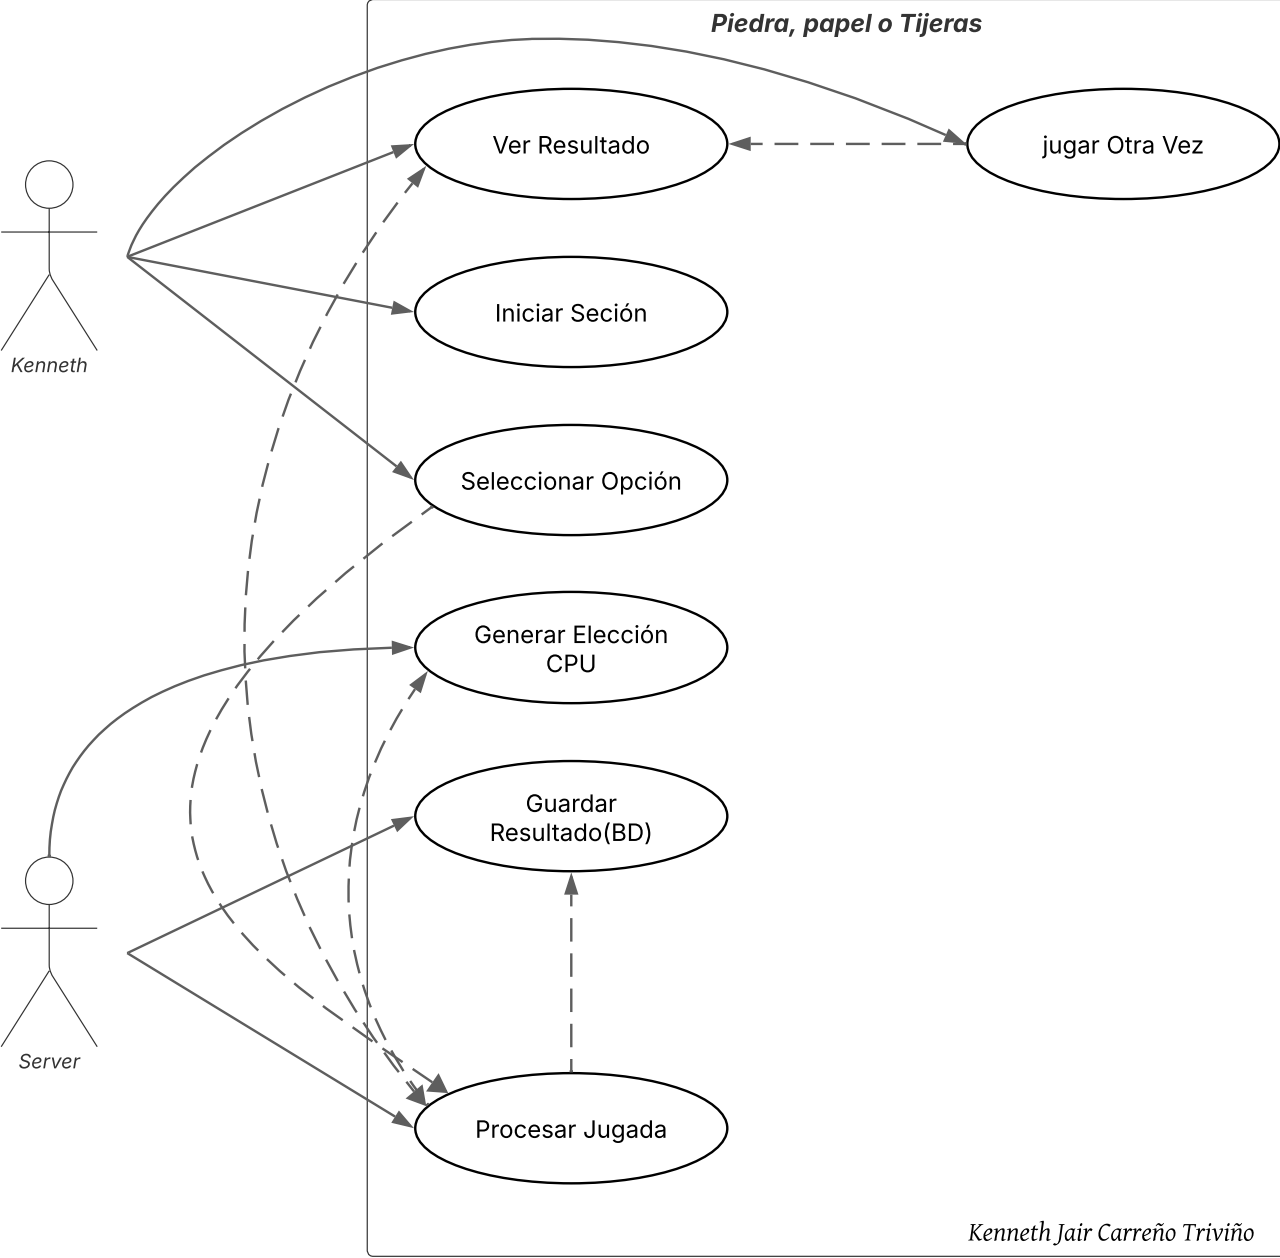 Piedra, papel o Tijeras
Ver Resultado
jugar Otra Vez
Kenneth
Iniciar Seción
Seleccionar Opción
Generar Elección
CPU
Guardar
Resultado(BD)
Server
Procesar Jugada
Kenneth Jair Carreño Triviño